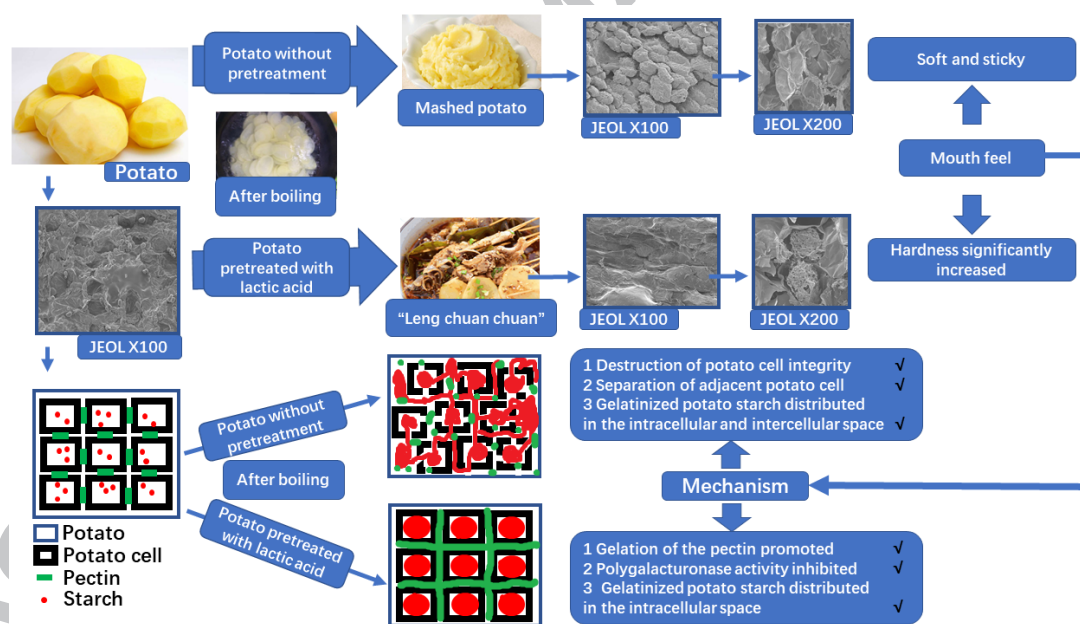 Potato without
pretreatment
Mashed potato
JEOL X100
JEOL X200
Soft and sticky
Potato
After boiling
Mouth feel
Potato
pretreated with
lactic acid
"Leng chuan chuan"
JEOL X100
JEOL X200
Hardness significantly
increased
JEOL X100
Potato without
pretreatment
After boiling
Potato pretreated
with lactic acid
1 Destruction of potato cell integrity √
2 Separation of adjacent potato cell √
3 Gelatinized potato starch distributed
in the intracellular and intercellular space √
Mechanism
1 Gelation of the pectin promoted √
2 Polygalacturonase activity inhibited √
3 Gelatinized potato starch distributed
in the intracellular space √
Potato
Potato cell
Pectin
Starch